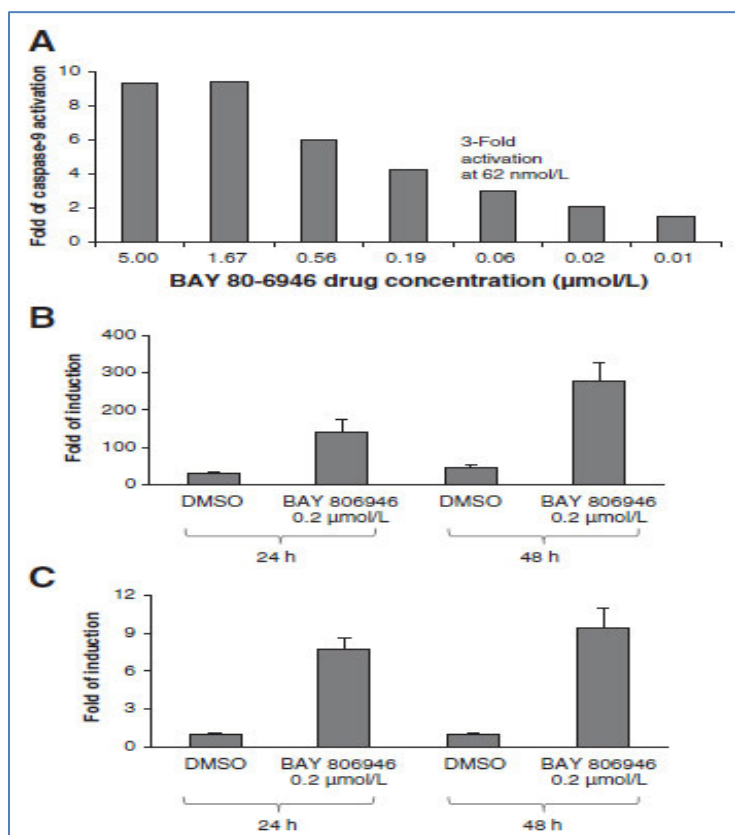 A
Fold of caspase-9 activation
10
8
6
4
2
0
3-Fold
activation
at 62 nmol/L
5.00 1.67 0.56 0.19 0.06 0.02 0.01
BAY 80-6946 drug concentration (µmol/L)
B
Fold of induction
400
300
200
100
0
DMSO BAY 806946 DMSO BAY 806946
0.2 µmol/L 0.2 µmol/L
24 h 48 h
C
Fold of induction
12
9
6
3
0
DMSO BAY 806946 DMSO BAY 806946
0.2 µmol/L 0.2 µmol/L
24 h 48 h